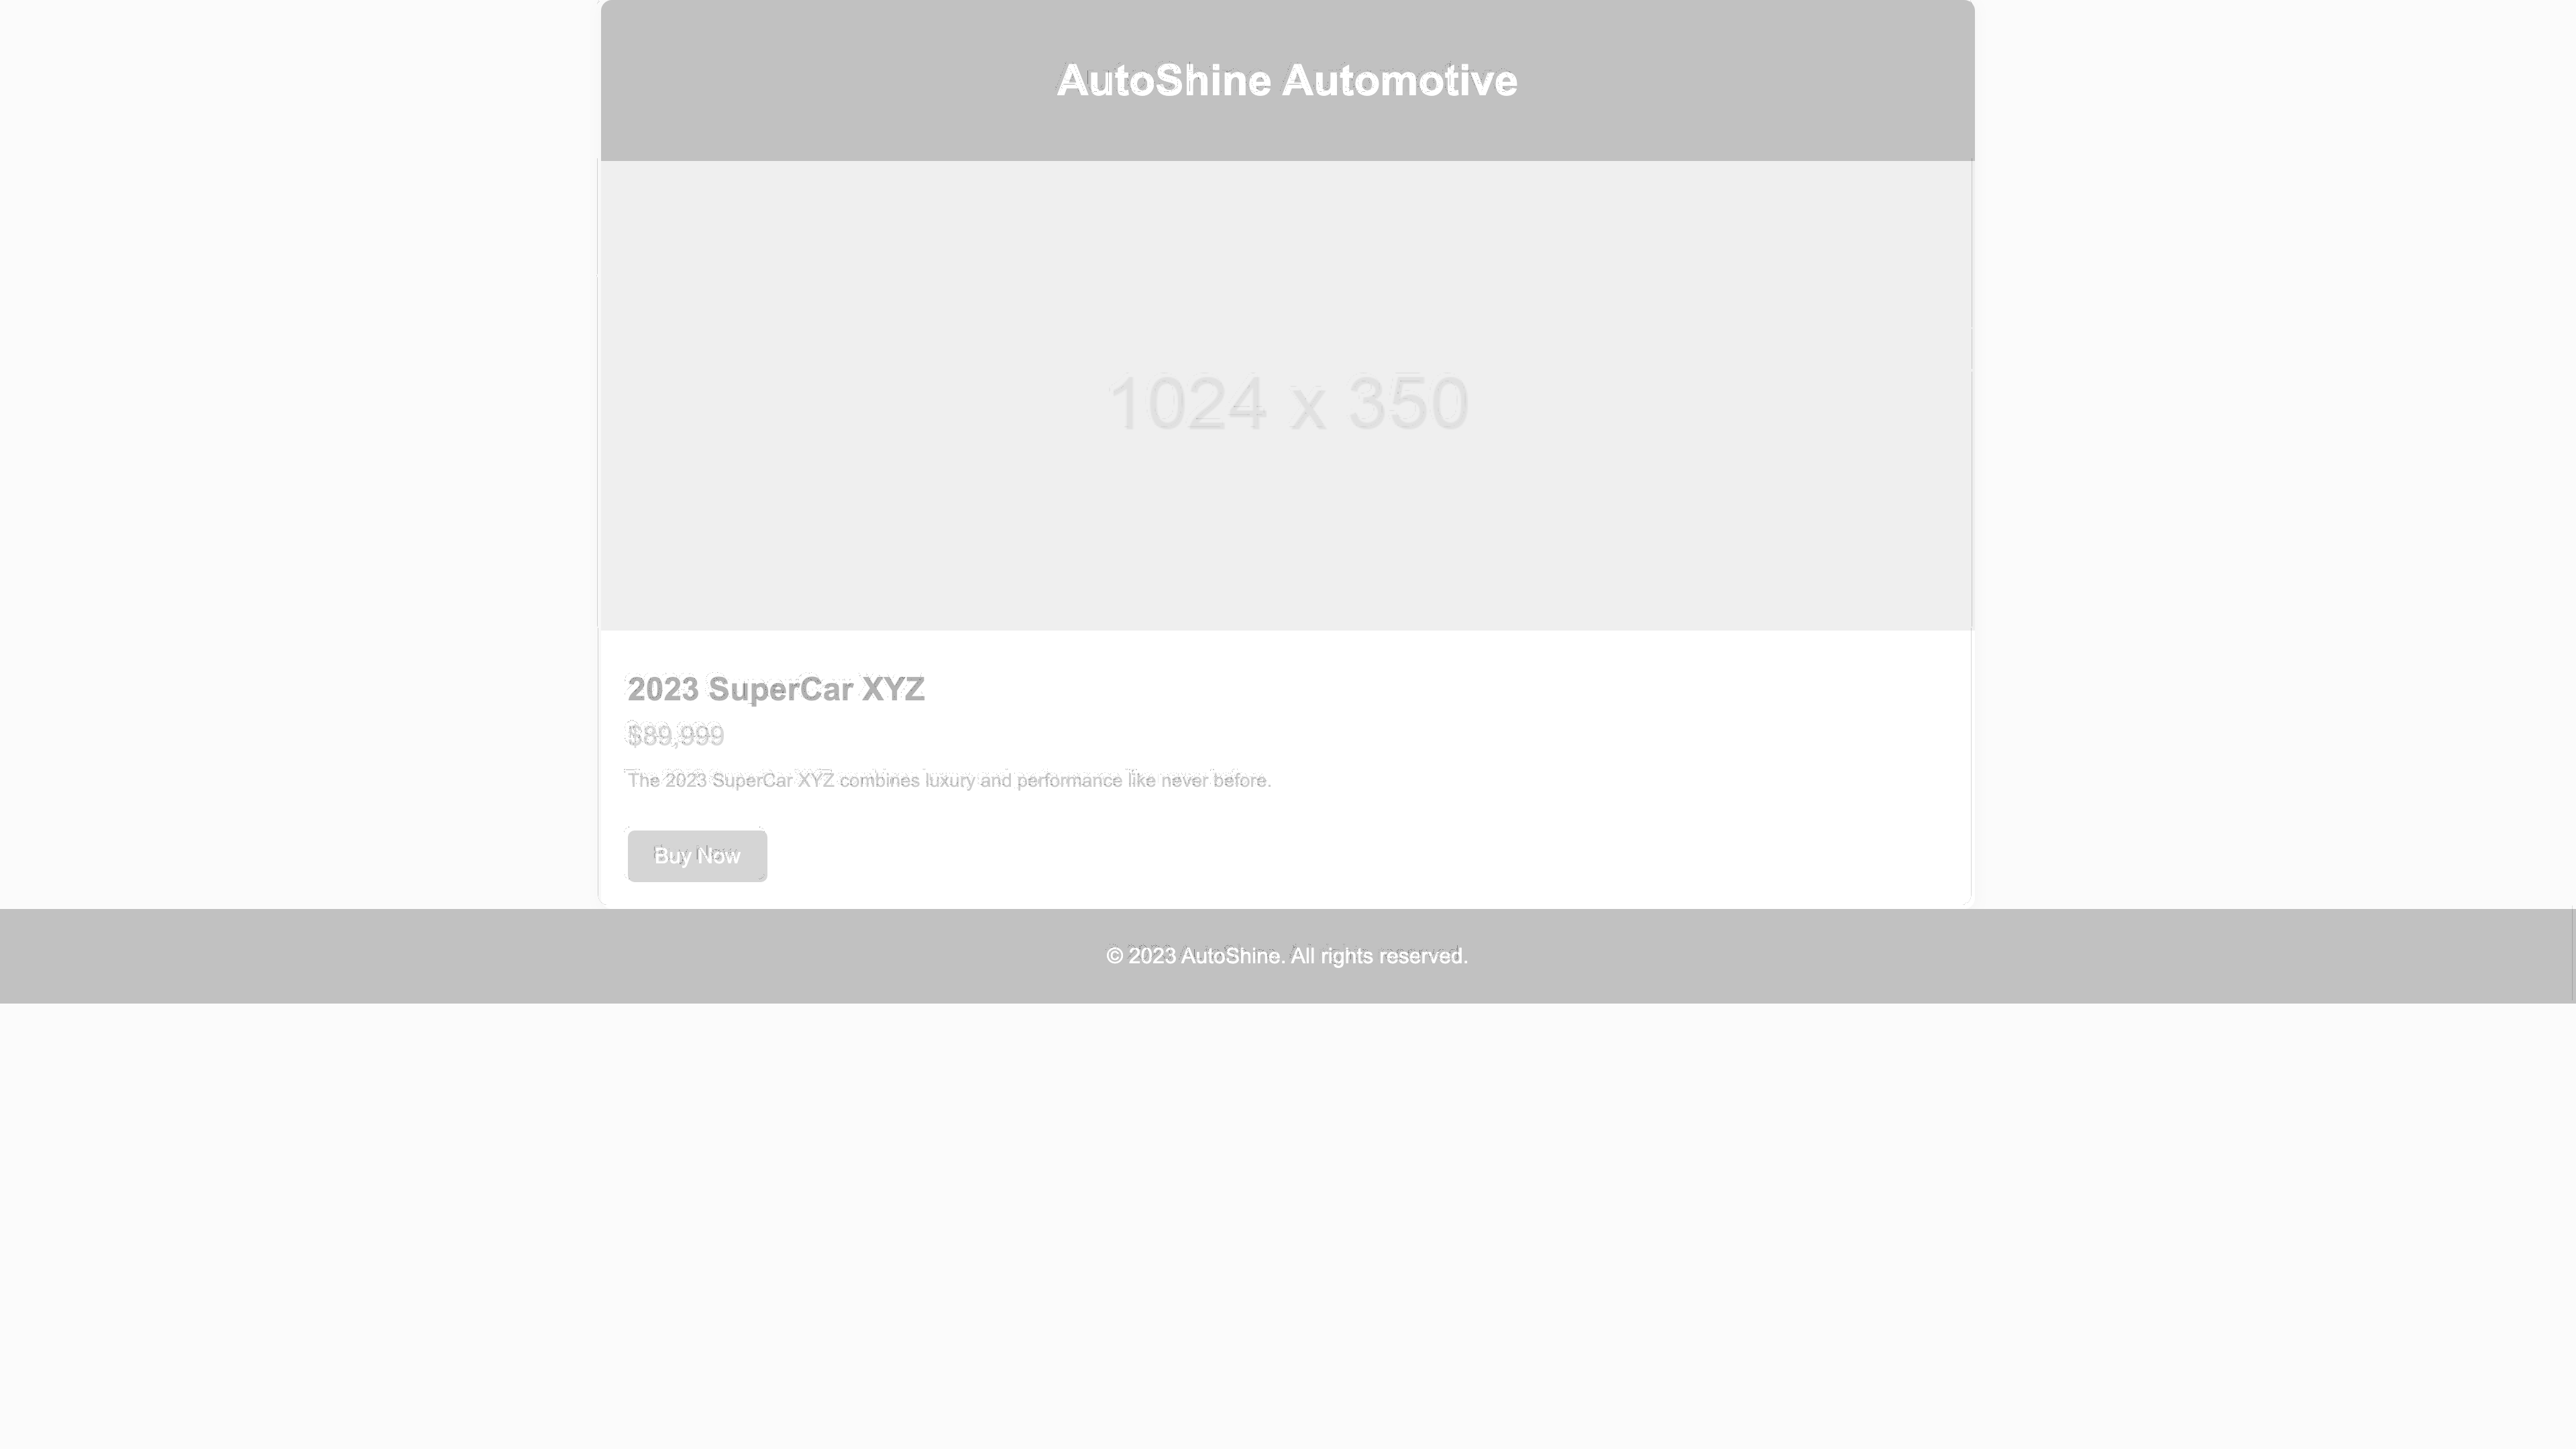 AutoShine Automotive
1024 x 350
2023 SuperCar XYZ
$89,999
The 2023 SuperCar XYZ combines luxury and performance like never before.
Buy Now
© 2023 AutoShine. All rights reserved.